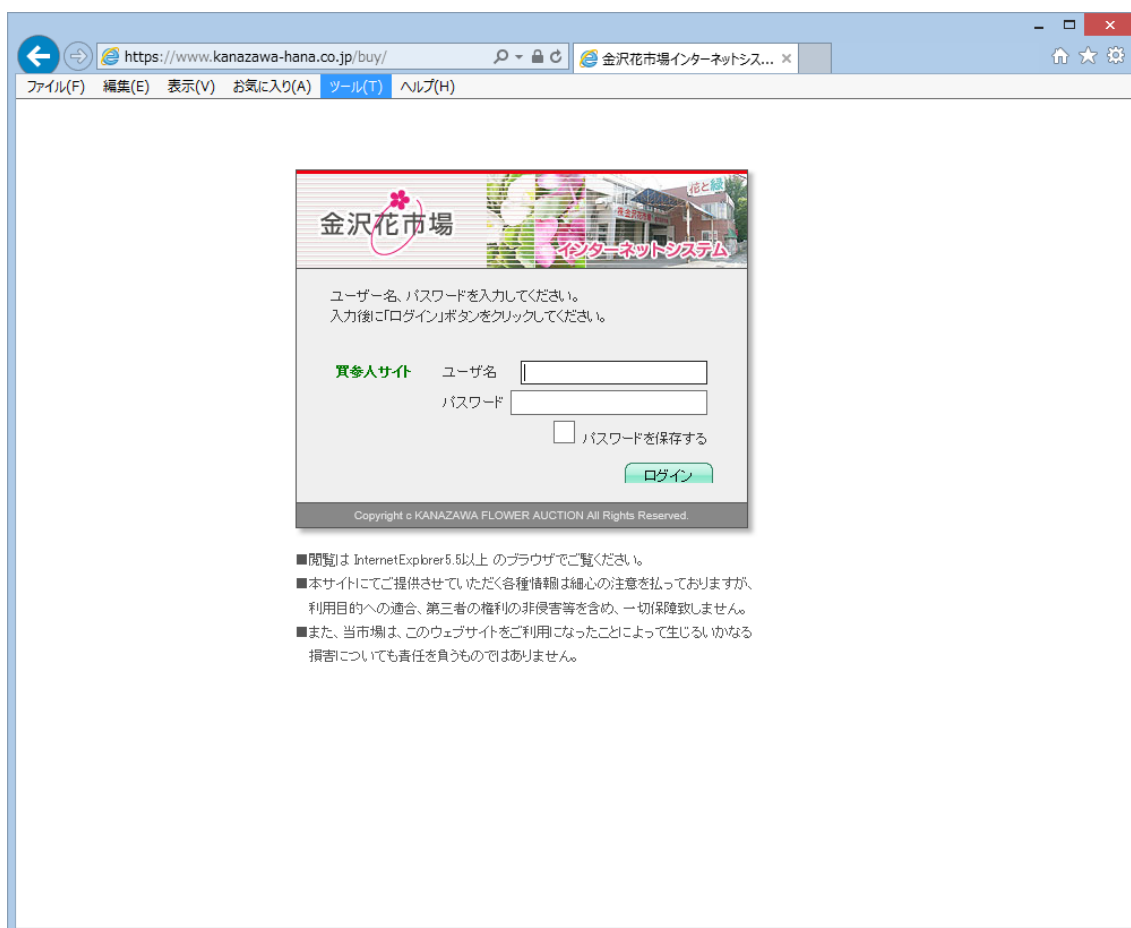 https://www.kanazawa-hana.co.jp/buy/
金沢花市場インターネットシス...
ファイル(F) 編集(E) 表示(V) お気に入り(A) ツール(T) ヘルプ(H)
金沢花市場
花と緑
インターネットシステム
ユーザー名、パスワードを入力してください。
入力後に「ログイン」ボタンをクリックしてください。
買参人サイト ユーザ名
パスワード
パスワードを保存する
ログイン
Copyright c KANAZAWA FLOWER AUCTION All Rights Reserved.
■閲覧は InternetExplorer5.5以上 のブラウザでご覧ください。
■本サイトにてご提供させていただく各種情報は細心の注意を払っておりますが、
利用目的への適合、第三者の権利の非侵害等を含め、一切保障致しません。
■また、当市場は、このウェブサイトをご利用になったことによって生じるいかなる
損害についても責任を負うものではありません。